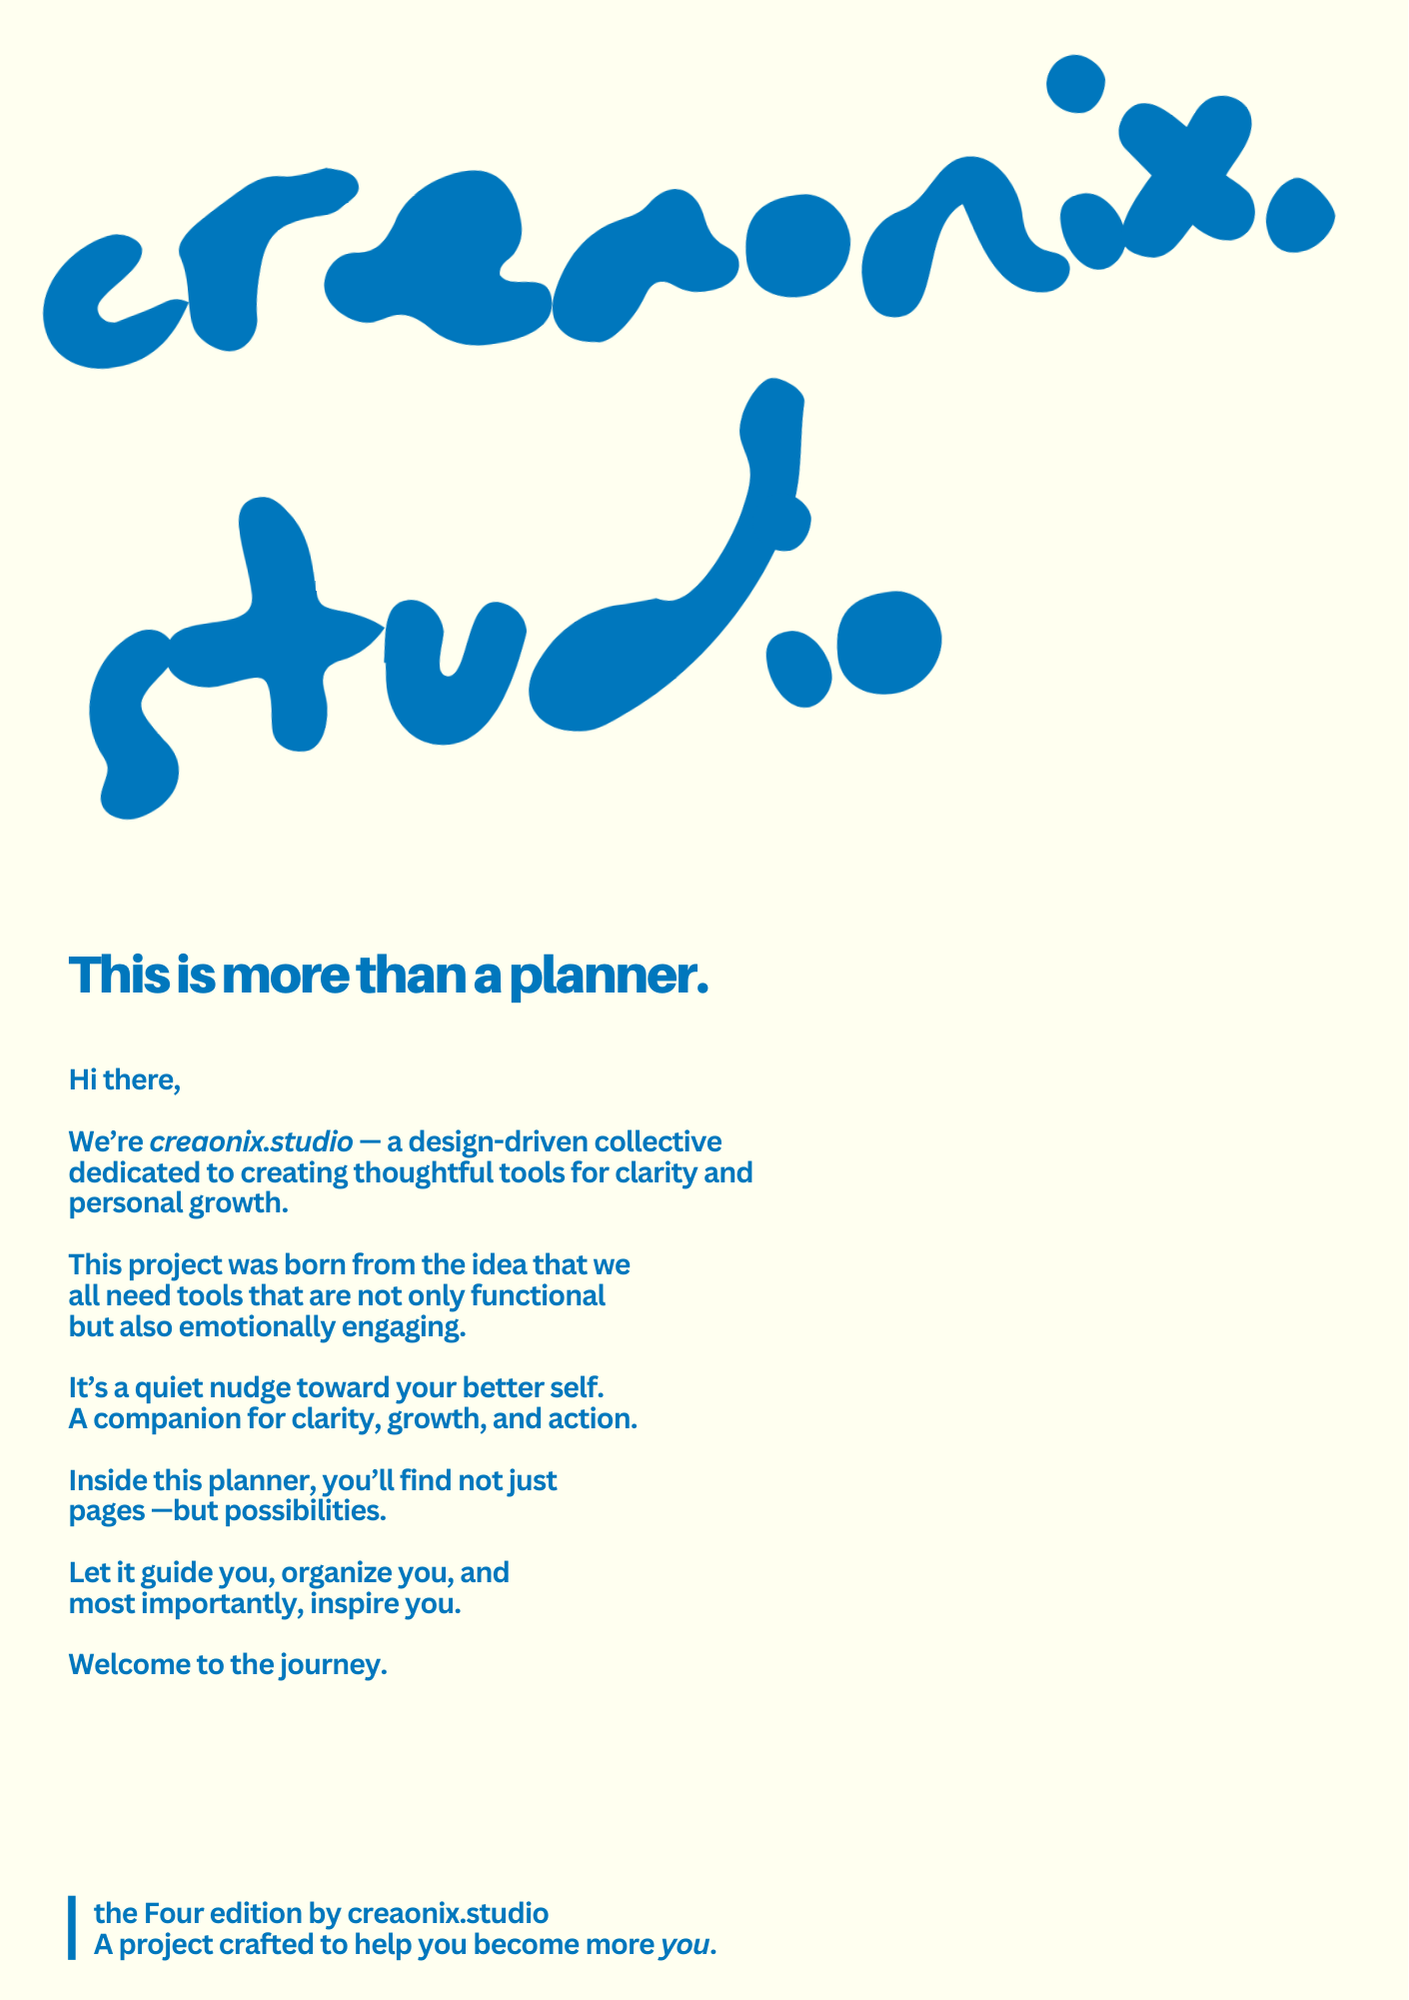 creaonix.
studio
This is more than a planner.
Hi there,
We’re creaonix.studio — a design-driven collective
dedicated to creating thoughtful tools for clarity and
personal growth.
This project was born from the idea that we
all need tools that are not only functional
but also emotionally engaging.
It’s a quiet nudge toward your better self.
A companion for clarity, growth, and action.
Inside this planner, you’ll find not just
pages —but possibilities.
Let it guide you, organize you, and
most importantly, inspire you.
Welcome to the journey.
the Four edition by creaonix.studio
A project crafted to help you become more you.